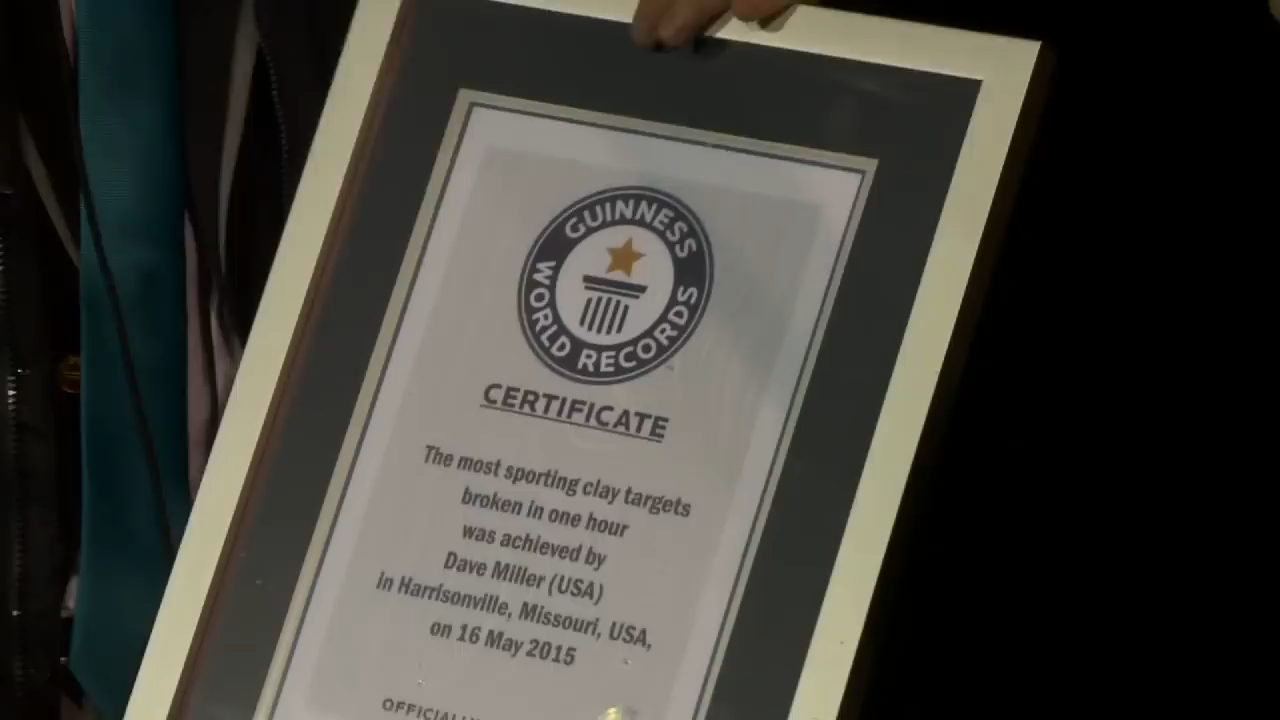 GUINNESS
WORLD RECORDS
CERTIFICATE
The most sporting clay targets
broken in one hour
was achieved by
Dave Miller (USA)
in Harrisonville, Missouri, USA,
on 16 May 2015